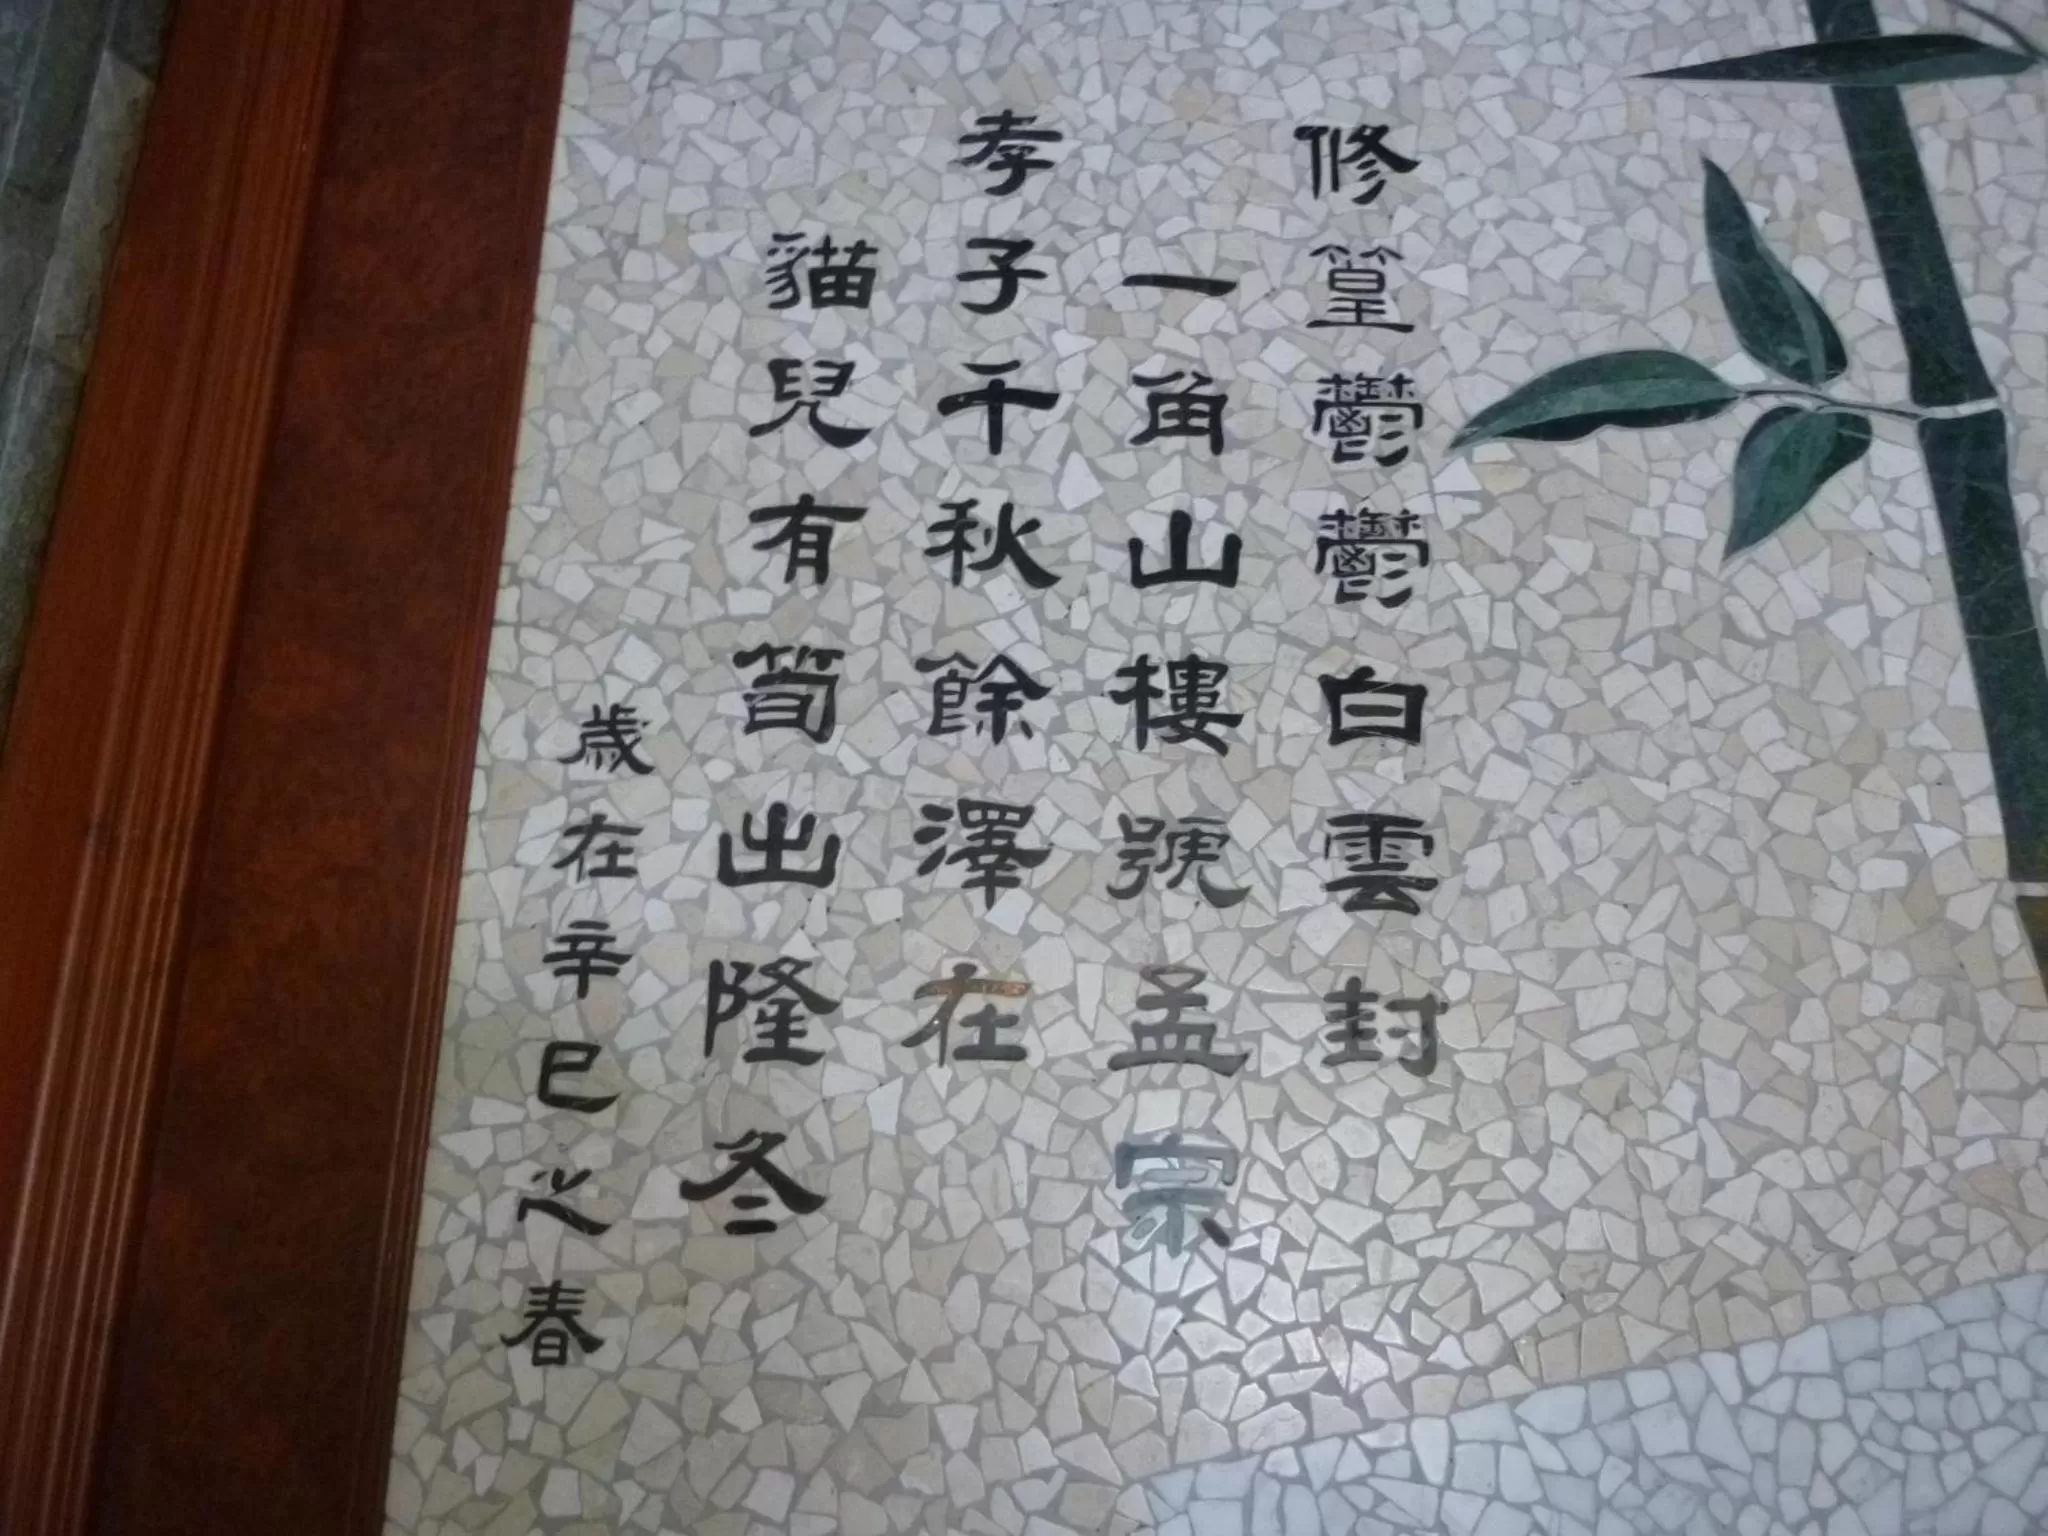 修篁鬱鬱白雲封
一角山樓號孟宗
孝子千秋餘澤在
貓兒有筍出隆冬
歲在辛巳之春